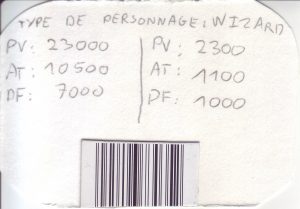 TYPE DE PERSONNAGE: WIZARD
PV: 23000
AT: 10500
DF: 7000
PV: 2300
AT: 1100
DF: 1000